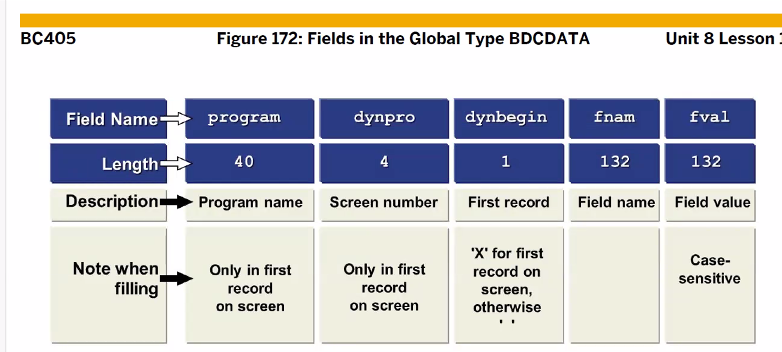 BC405 Figure 172: Fields in the Global Type BDCDATA Unit 8 Lesson
Field Name program dynpro dynbegin fnam fval
Length 40 4 1 132 132
Description Program name Screen number First record Field name Field value
Note when filling
Only in first
record
on screen
Only in first
record
on screen
'X' for first
record on
screen,
otherwise
' '
Case-
sensitive